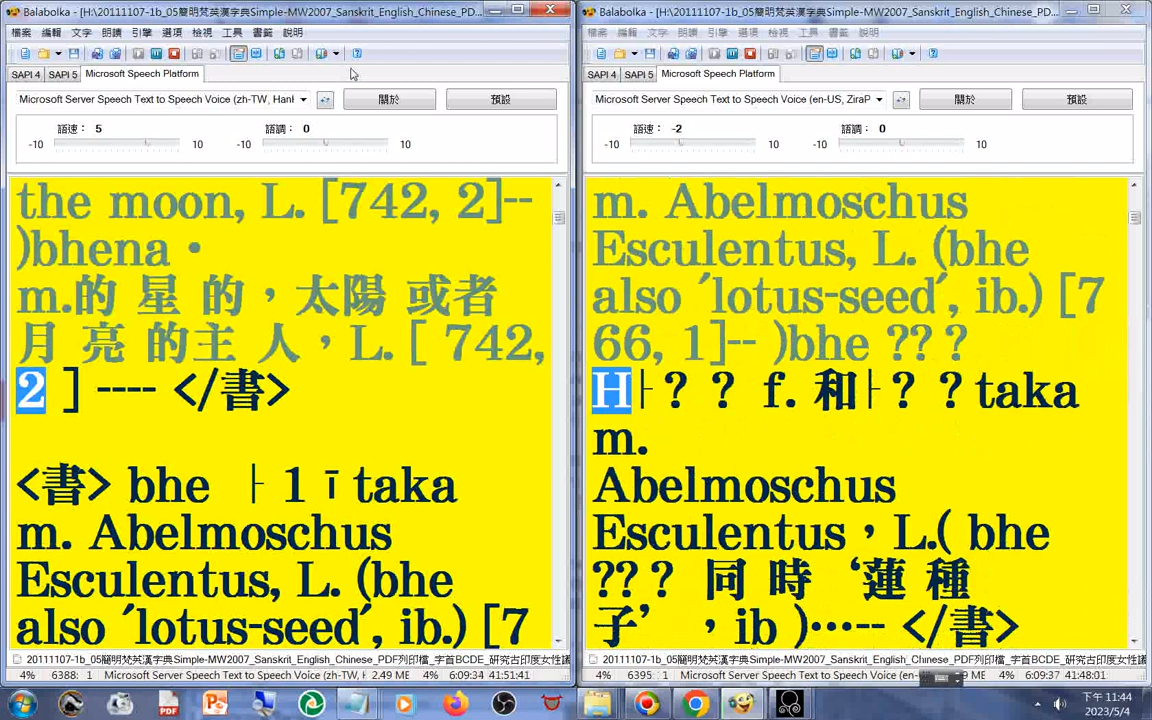 Balabolka - [H:\20111107-1b_05簡明梵英漢字典Simple-MW2007_Sanskrit_English_Chinese_PD...
檔案 編輯 文字 朗讀 引擎 選項 檢視 工具 書籤 說明
SAPI 4 SAPI 5 Microsoft Speech Platform
Microsoft Server Speech Text to Speech Voice (zh-TW, Hanl
關於
預設
語速: 5
語調: 0
-10 10 -10 10
the moon, L. [742, 2]--
)bhena •
m.的 星 的，太陽 或者
月 亮 的主 人，L. [ 742,
2 ] ---- </書>
<書> bhe ├ 1 ī taka
m. Abelmoschus
Esculentus, L. (bhe
also ′lotus-seed′, ib.) [7
20111107-1b_05簡明梵英漢字典Simple-MW2007_Sanskrit_English_Chinese_PDF列印檔_字首BCDE_研究古印度女性議
4% 6388: 1 Microsoft Server Speech Text to Speech Voice (zh-TW, H 2.49 ME 4% 6:09:34 41:51:41
Balabolka - [H:\20111107-1b_05簡明梵英漢字典Simple-MW2007_Sanskrit_English_Chinese_PD...
檔案 編輯 文字 朗讀 引擎 選項 檢視 工具 書籤 說明
SAPI 4 SAPI 5 Microsoft Speech Platform
Microsoft Server Speech Text to Speech Voice (en-US, ZiraP
關於
預設
語速: -2
語調: 0
-10 10 -10 10
m. Abelmoschus
Esculentus, L. (bhe
also ′lotus-seed′, ib.) [7
66, 1]-- )bhe ?? ?
H├ ? ? f. 和├ ? ? taka
m.
Abelmoschus
Esculentus，L.( bhe
?? ? 同 時 ‘蓮 種
子’ ，ib )…-- </書>
20111107-1b_05簡明梵英漢字典Simple-MW2007_Sanskrit_English_Chinese_PDF列印檔_字首BCDE_研究古印度女性議
4% 6395: 1 Microsoft Server Speech Text to Speech Voice (en- ME 4% 6:09:37 41:48:01
下午 11:44
2023/5/4